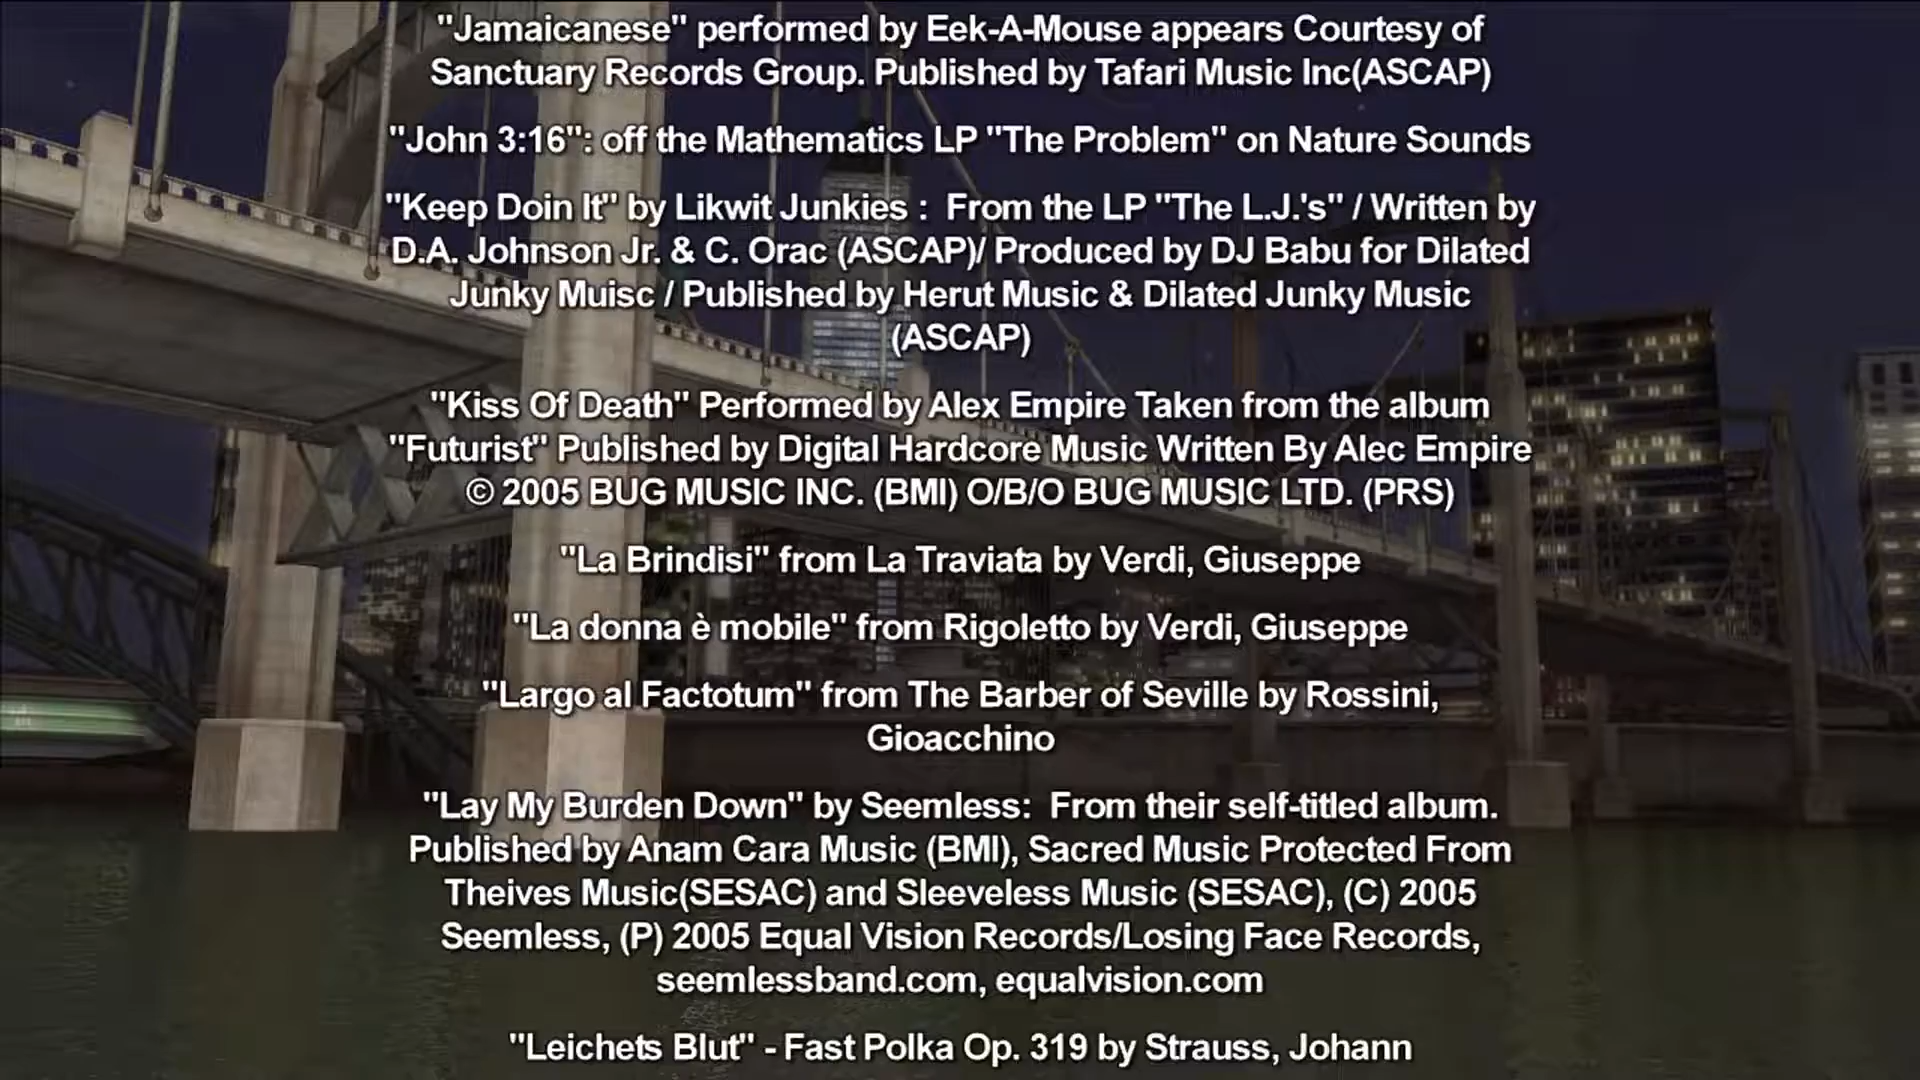 "Jamaicanese" performed by Eek-A-Mouse appears Courtesy of
Sanctuary Records Group. Published by Tafari Music Inc(ASCAP)
"John 3:16": off the Mathematics LP "The Problem" on Nature Sounds
"Keep Doin It" by Likwit Junkies :  From the LP "The L.J.'s" / Written by
D.A. Johnson Jr. & C. Orac (ASCAP)/ Produced by DJ Babu for Dilated
Junky Muisc / Published by Herut Music & Dilated Junky Music
(ASCAP)
"Kiss Of Death" Performed by Alex Empire Taken from the album
"Futurist" Published by Digital Hardcore Music Written By Alec Empire
© 2005 BUG MUSIC INC. (BMI) O/B/O BUG MUSIC LTD. (PRS)
"La Brindisi" from La Traviata by Verdi, Giuseppe
"La donna è mobile" from Rigoletto by Verdi, Giuseppe
"Largo al Factotum" from The Barber of Seville by Rossini,
Gioacchino
"Lay My Burden Down" by Seemless:  From their self-titled album.
Published by Anam Cara Music (BMI), Sacred Music Protected From
Theives Music(SESAC) and Sleeveless Music (SESAC), (C) 2005
Seemless, (P) 2005 Equal Vision Records/Losing Face Records,
seemlessband.com, equalvision.com
"Leichets Blut" - Fast Polka Op. 319 by Strauss, Johann